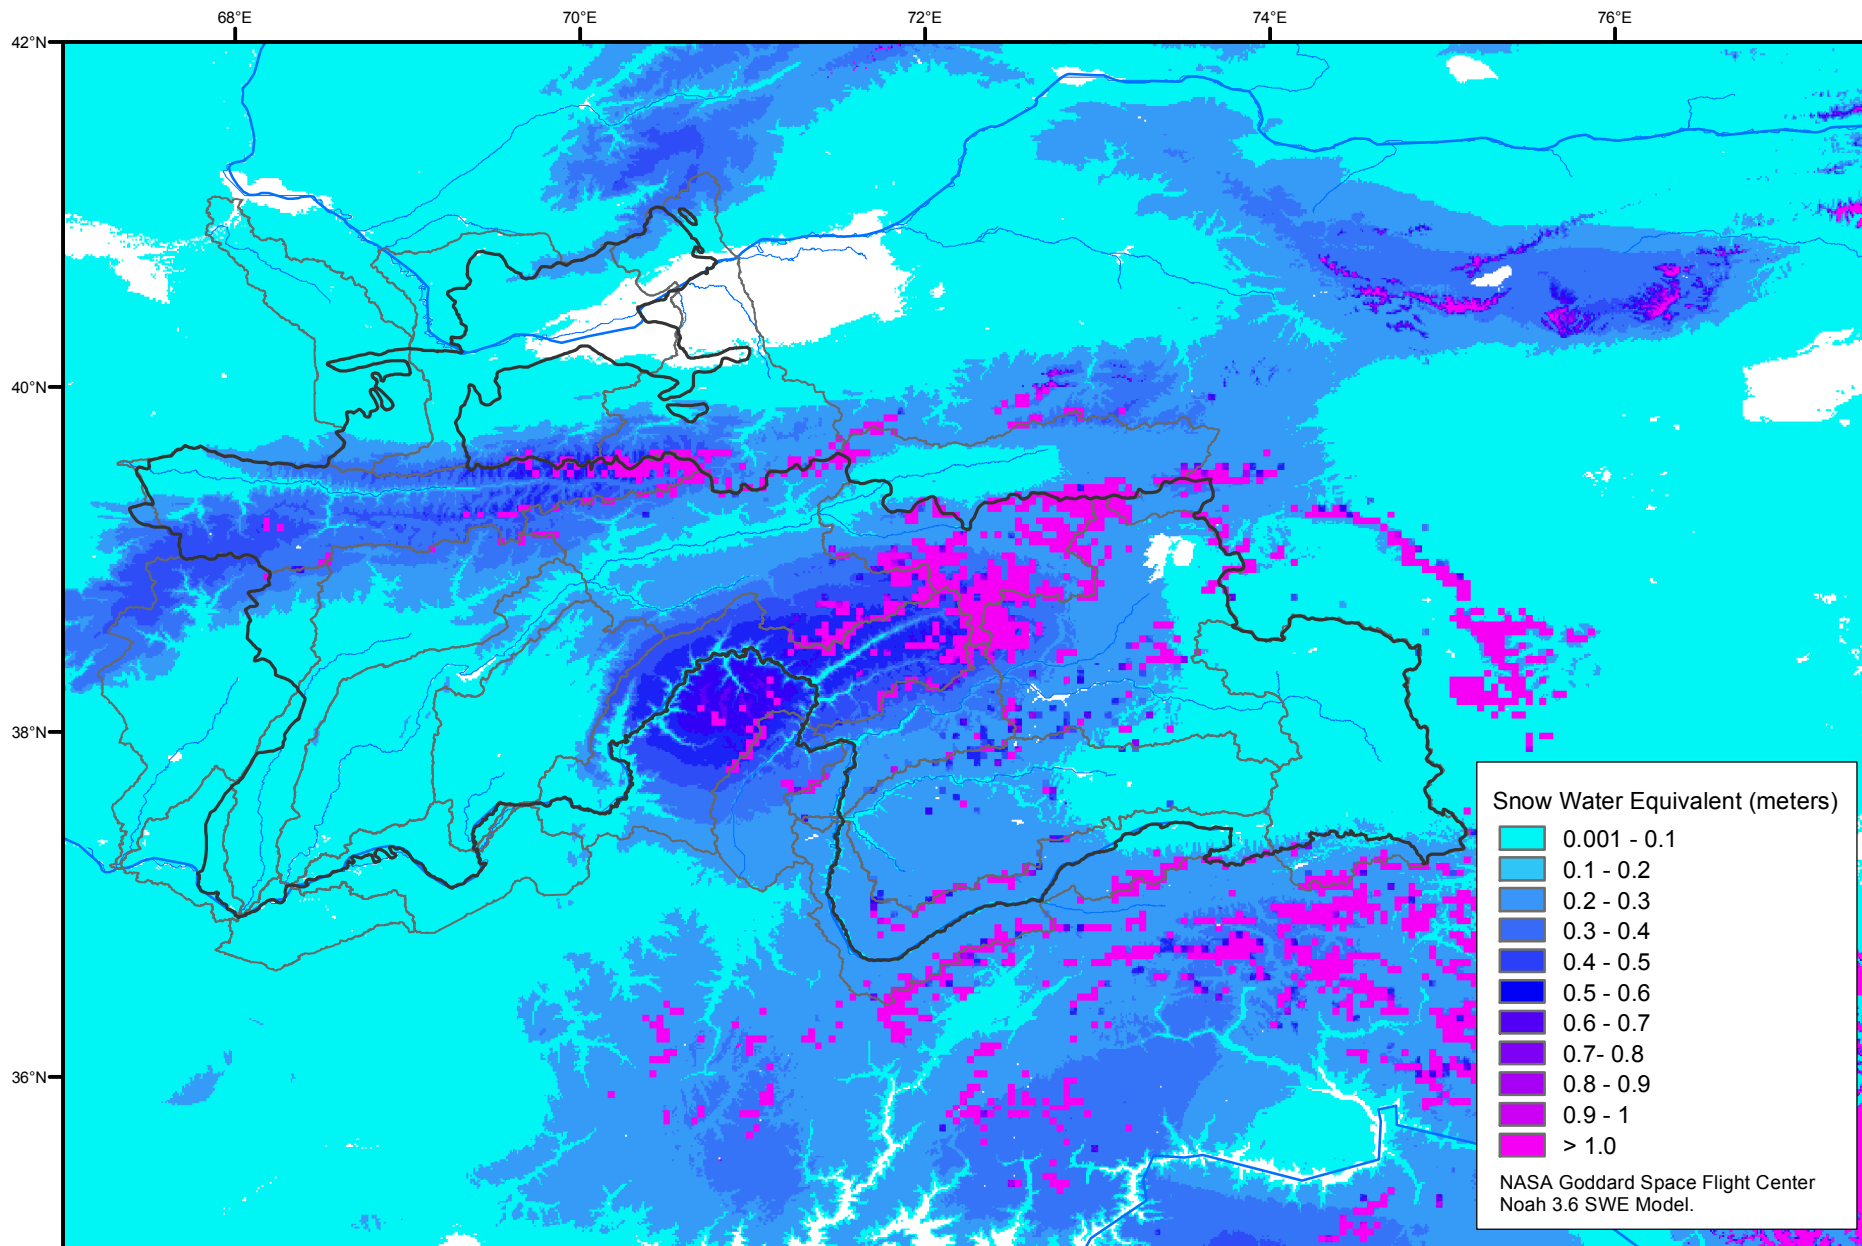 68°E 70°E 72°E 74°E 76°E
42°N
40°N
38°N
36°N
Snow Water Equivalent (meters)
0.001 - 0.1
0.1 - 0.2
0.2 - 0.3
0.3 - 0.4
0.4 - 0.5
0.5 - 0.6
0.6 - 0.7
0.7- 0.8
0.8 - 0.9
0.9 - 1
> 1.0
NASA Goddard Space Flight Center
Noah 3.6 SWE Model.